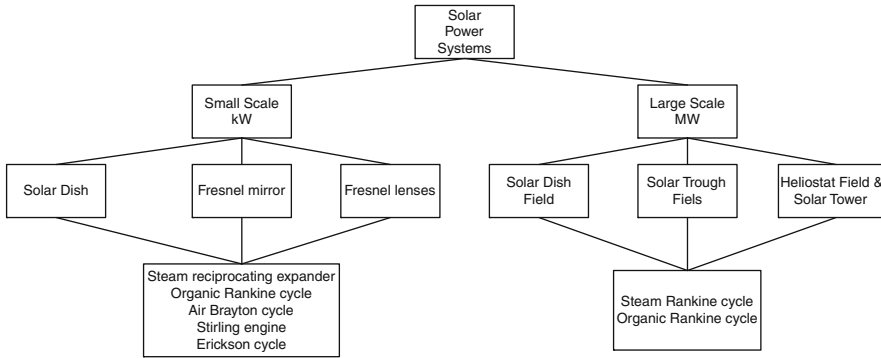 Solar
Power
Systems
Small Scale
kW
Large Scale
MW
Solar Dish
Fresnel mirror
Fresnel lenses
Solar Dish
Field
Solar Trough
Fiels
Heliostat Field &
Solar Tower
Steam reciprocating expander
Organic Rankine cycle
Air Brayton cycle
Stirling engine
Erickson cycle
Steam Rankine cycle
Organic Rankine cycle